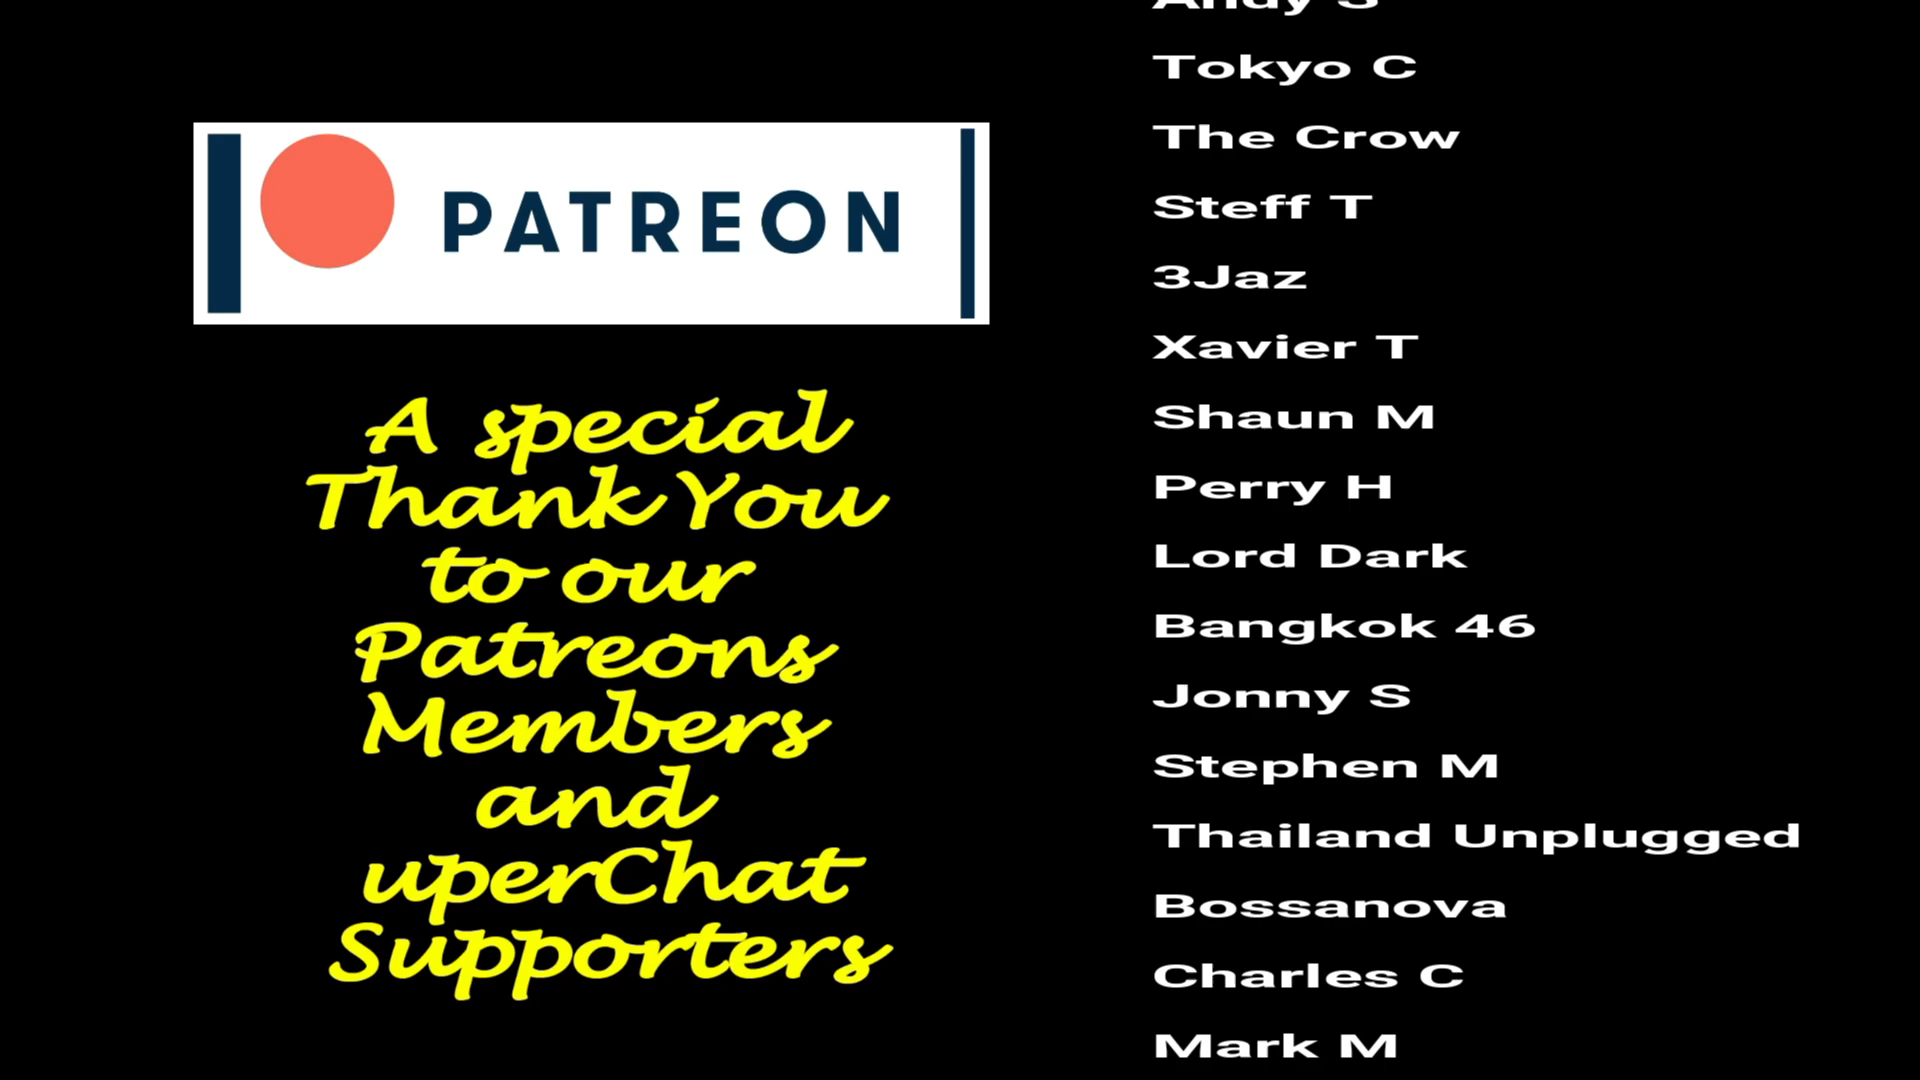 PATREON
A special
Thank You
to our
Patreons
Members
and
uperChat
Supporters
Andy S
Tokyo C
The Crow
Steff T
3Jaz
Xavier T
Shaun M
Perry H
Lord Dark
Bangkok 46
Jonny S
Stephen M
Thailand Unplugged
Bossanova
Charles C
Mark M